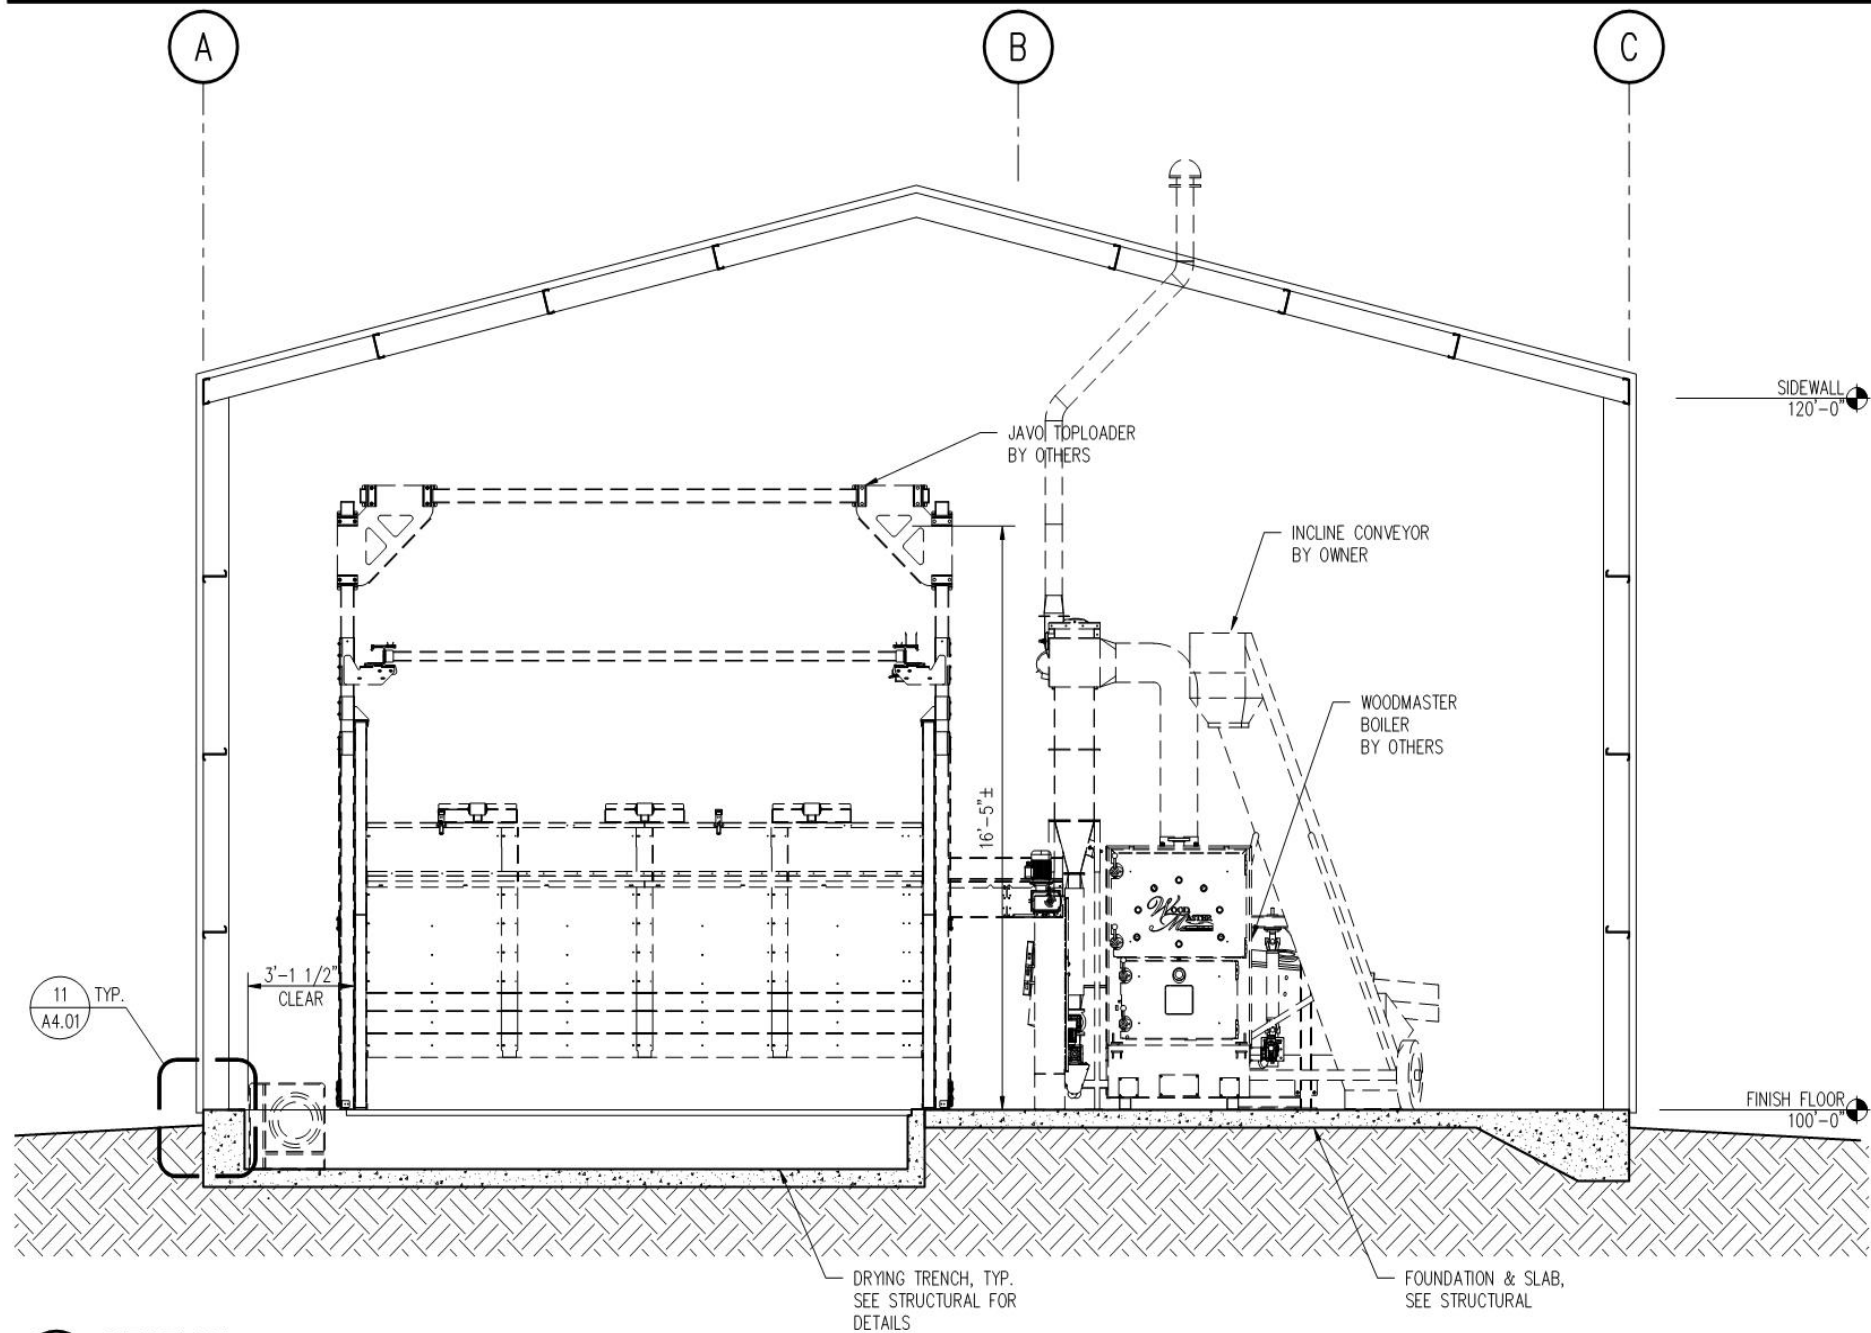 A
B
C
SIDEWALL
120'-0"
JAVO TOPLOADER
BY OTHERS
INCLINE CONVEYOR
BY OWNER
WOODMASTER
BOILER
BY OTHERS
16'-5"±
WOOD
MASTER
3'-1 1/2"
CLEAR
11 TYP.
A4.01
FINISH FLOOR
100'-0"
DRYING TRENCH, TYP.
SEE STRUCTURAL FOR
DETAILS
FOUNDATION & SLAB,
SEE STRUCTURAL